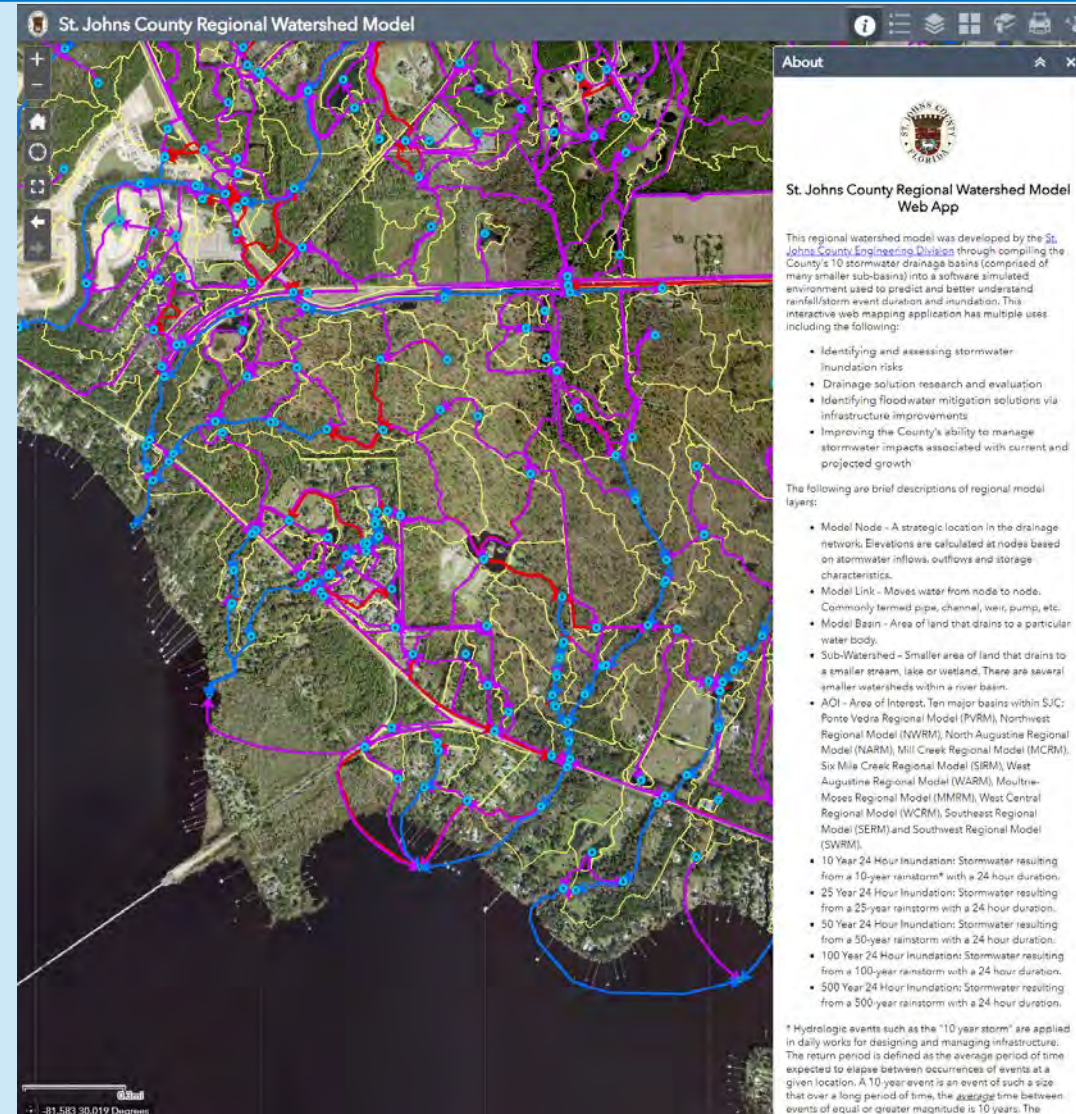 St. Johns County Regional Watershed Model
About
ST. JOHNS COUNTY
FLORIDA
St. Johns County Regional Watershed Model
Web App
This regional watershed model was developed by the St.
Johns County Engineering Division through compiling the
County's 10 stormwater drainage basins (comprised of
many smaller sub-basins) into a software simulated
environment used to predict and better understand
rainfall/storm event duration and inundation. This
interactive web mapping application has multiple uses
including the following:
• Identifying and assessing stormwater
inundation risks
• Drainage solution research and evaluation
• Identifying floodwater mitigation solutions via
infrastructure improvements
• Improving the County's ability to manage
stormwater impacts associated with current and
projected growth
The following are brief descriptions of regional model
layers:
• Model Node - A strategic location in the drainage
network. Elevations are calculated at nodes based
on stormwater inflows, outflows and storage
characteristics.
• Model Link - Moves water from node to node.
Commonly termed pipe, channel, weir, pump, etc.
• Model Basin - Area of land that drains to a particular
water body.
• Sub-Watershed – Smaller area of land that drains to
a smaller stream, lake or wetland. There are several
smaller watersheds within a river basin.
• AOI - Area of Interest. Ten major basins within SJC:
Ponte Vedra Regional Model (PVRM), Northwest
Regional Model (NWRM), North Augustine Regional
Model (NARM), Mill Creek Regional Model (MCRM),
Six Mile Creek Regional Model (SIRM), West
Augustine Regional Model (WARM), Moultrie-
Moses Regional Model (MMRM), West Central
Regional Model (WCRM), Southeast Regional
Model (SERM) and Southwest Regional Model
(SWRM).
• 10 Year 24 Hour Inundation: Stormwater resulting
from a 10-year rainstorm* with a 24 hour duration.
• 25 Year 24 Hour Inundation: Stormwater resulting
from a 25-year rainstorm with a 24 hour duration.
• 50 Year 24 Hour Inundation: Stormwater resulting
from a 50-year rainstorm with a 24 hour duration.
• 100 Year 24 Hour Inundation: Stormwater resulting
from a 100-year rainstorm with a 24 hour duration.
• 500 Year 24 Hour Inundation: Stormwater resulting
from a 500-year rainstorm with a 24 hour duration.
* Hydrologic events such as the "10 year storm" are applied
in daily works for designing and managing infrastructure.
The return period is defined as the average period of time
expected to elapse between occurrences of events at a
given location. A 10-year event is an event of such a size
that over a long period of time, the average time between
events of equal or greater magnitude is 10 years. The
0.3mi
-81.583 30.019 Degrees